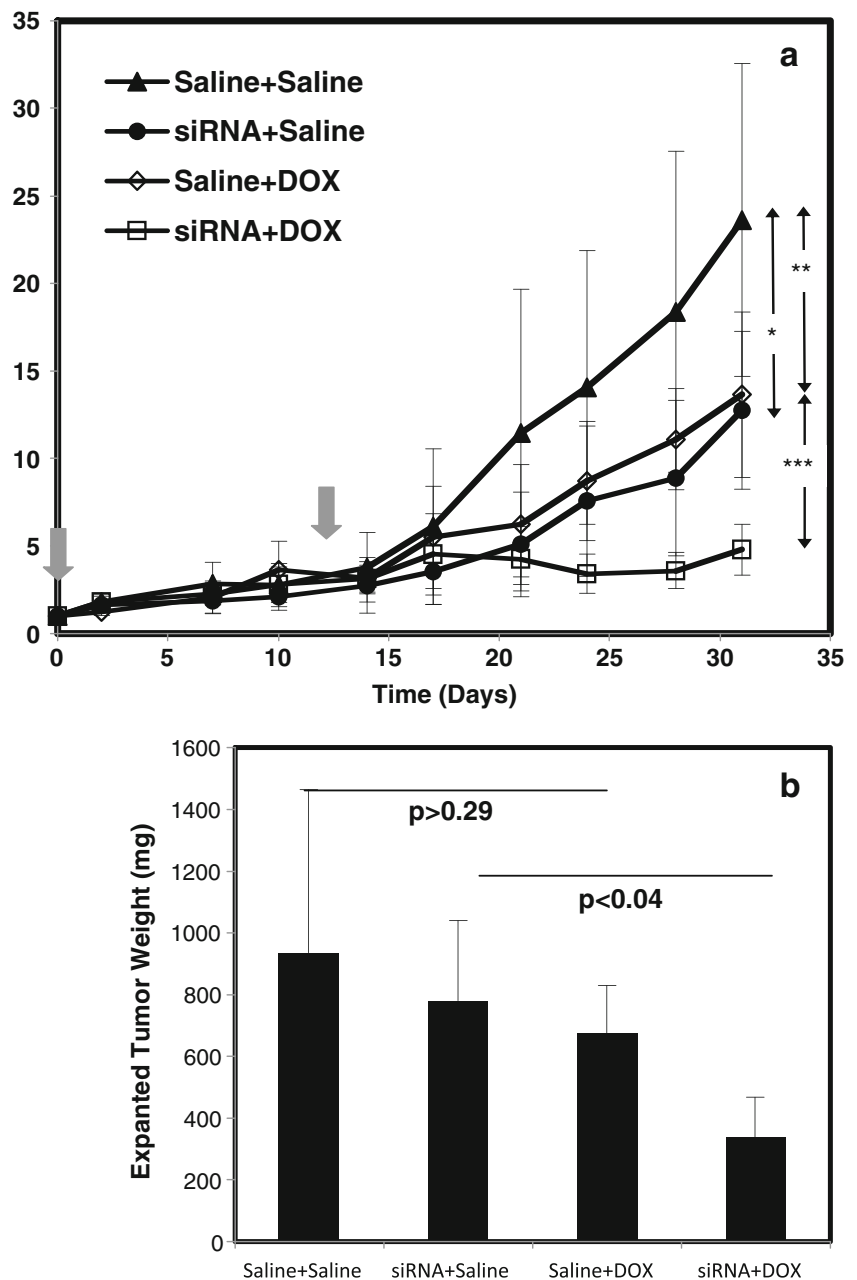 35
30
25
20
15
10
5
0
a
Saline+Saline
siRNA+Saline
Saline+DOX
siRNA+DOX
**
*
***
0 5 10 15 20 25 30 35
Time (Days)
b
1600
1400
1200
1000
800
600
400
200
0
Expanted Tumor Weight (mg)
p>0.29
p<0.04
Saline+Saline siRNA+Saline Saline+DOX siRNA+DOX